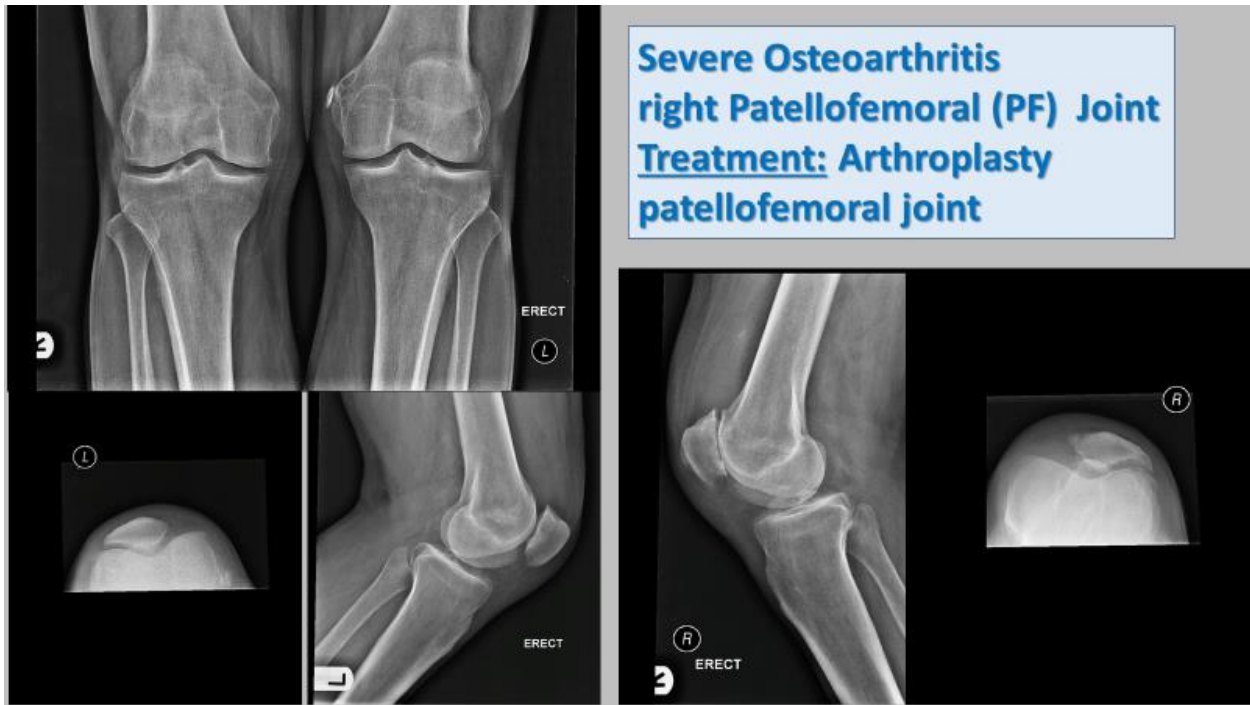 Severe Osteoarthritis
right Patellofemoral (PF) Joint
Treatment: Arthroplasty
patellofemoral joint
ERECT
L
L
ERECT
L
R
ERECT
R